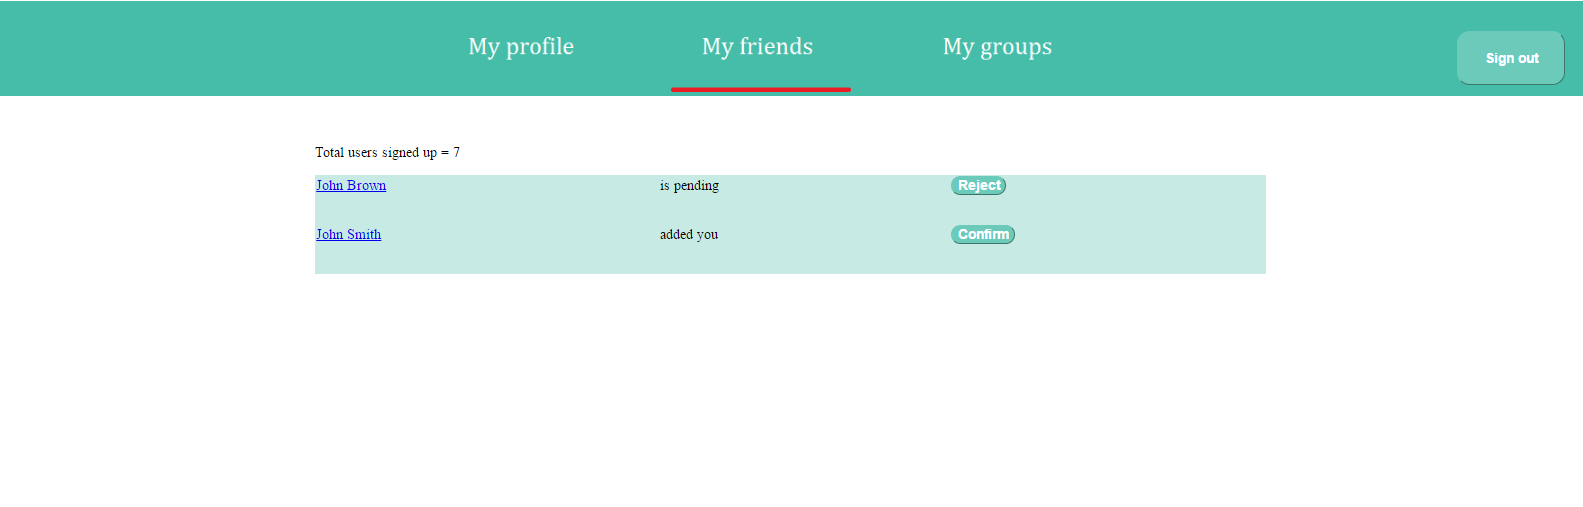 My profile My friends My groups Sign out
Total users signed up = 7
John Brown is pending Reject
John Smith added you Confirm